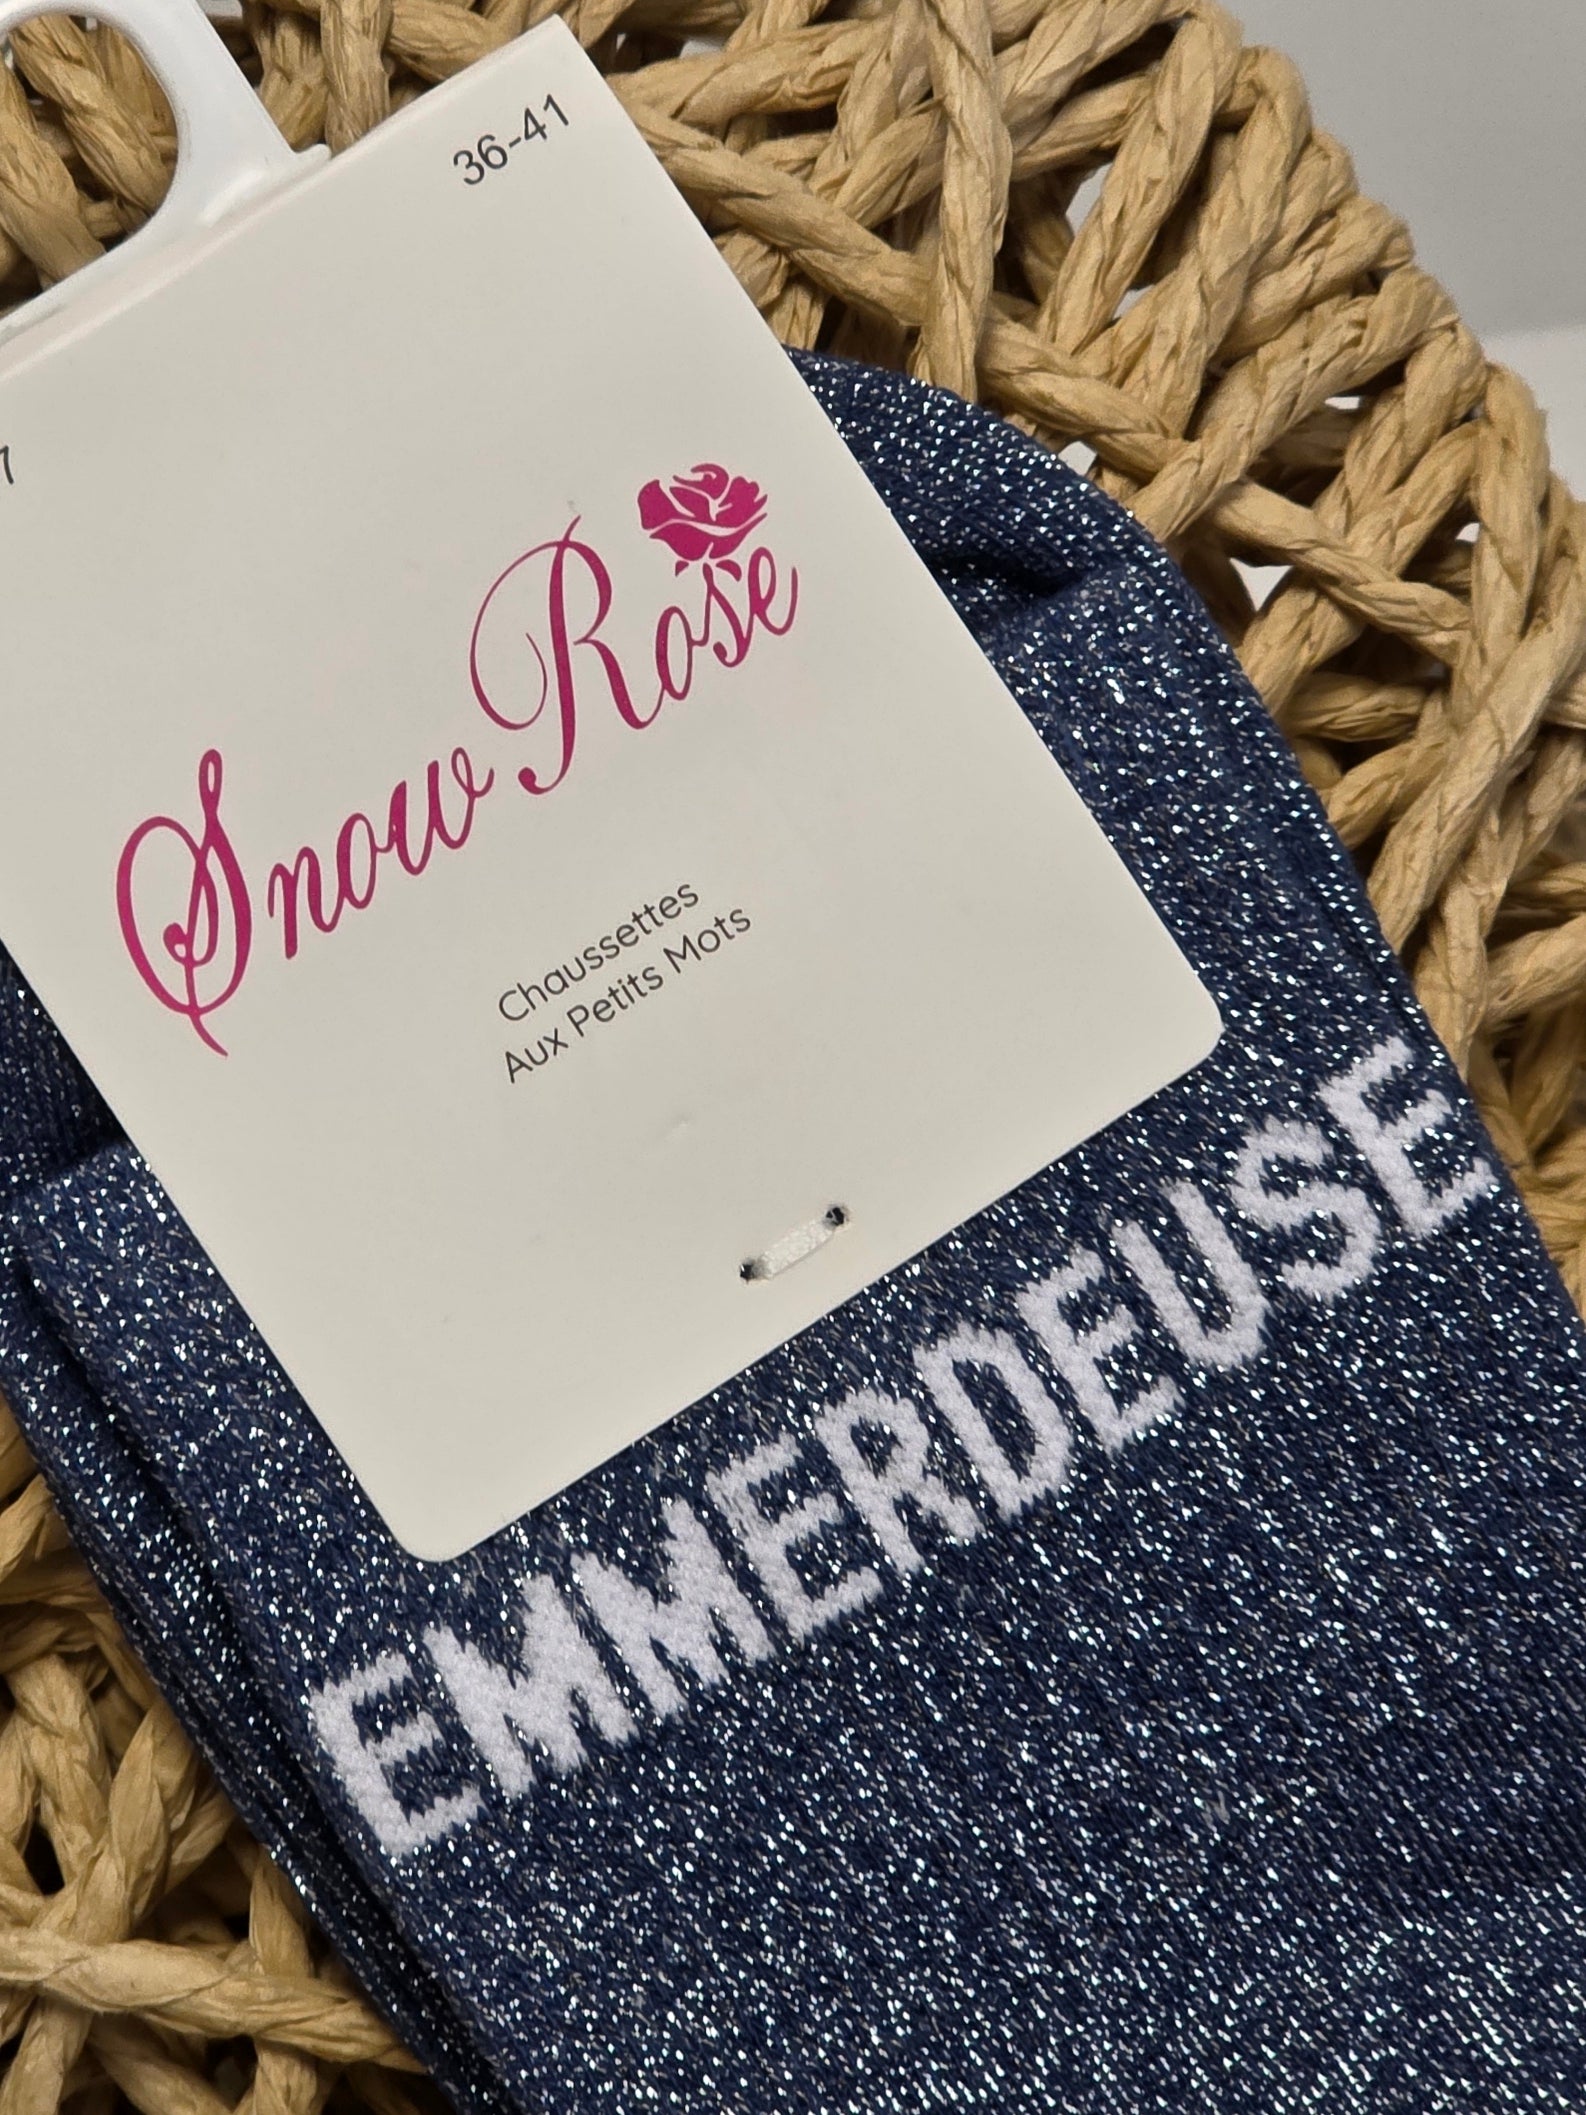 36-41
Snow Rose
Chaussettes
Aux Petits Mots
EMMERDEUSE